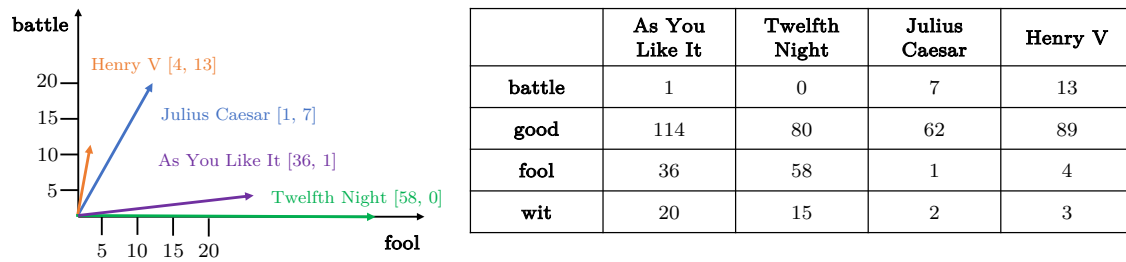 battle
Henry V [4, 13]
20
15
Julius Caesar [1, 7]
10
As You Like It [36, 1]
5
Twelfth Night [58, 0]
5 10 15 20
fool
As You Like It Twelfth Night Julius Caesar Henry V
battle 1 0 7 13
good 114 80 62 89
fool 36 58 1 4
wit 20 15 2 3